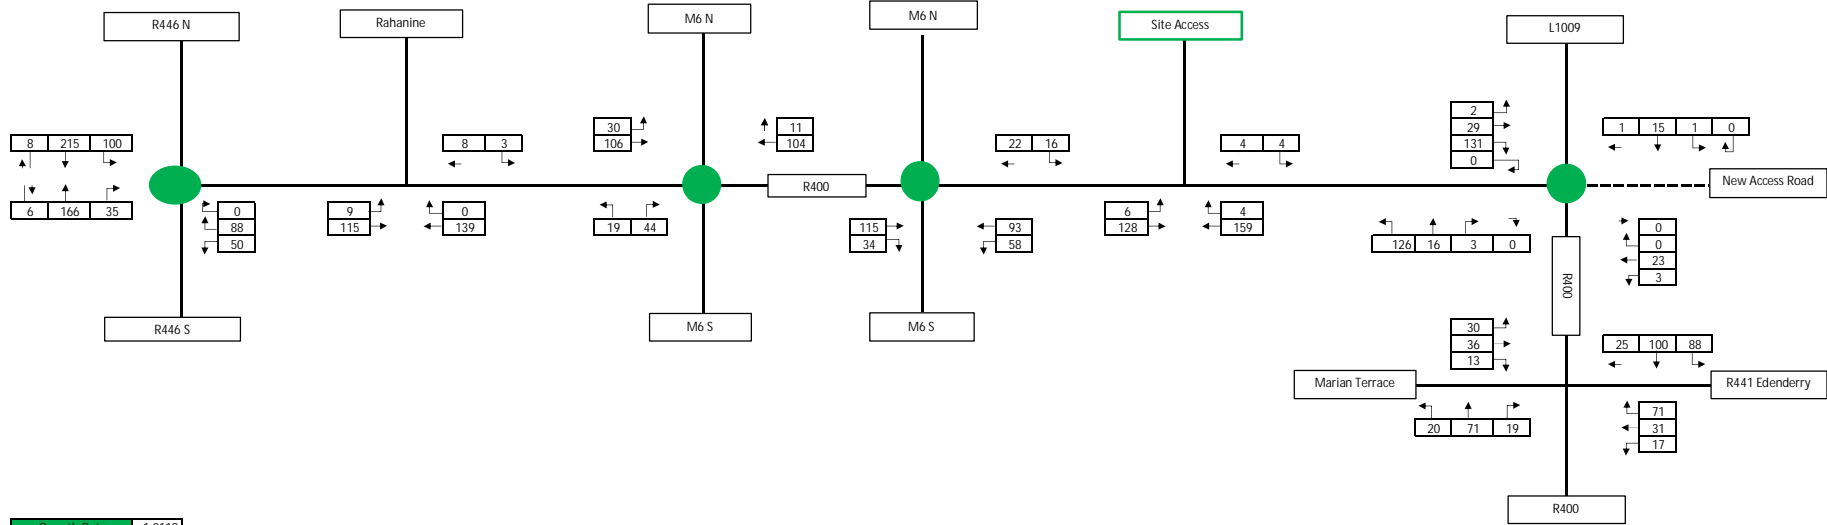 R446 N
Rahanine
M6 N
M6 N
Site Access
L1009
8 215 100
8 3
30
106
11
104
22 16
4 4
2
29
131
0
1 15 1 0
R400
New Access Road
6 166 35
0
88
50
9
115
0
139
19 44
115
34
93
58
6
128
4
159
126 16 3 0
0
0
23
3
R400
R446 S
M6 S
M6 S
30
36
13
25 100 88
Marian Terrace
R441 Edenderry
20 71 19
71
31
17
R400